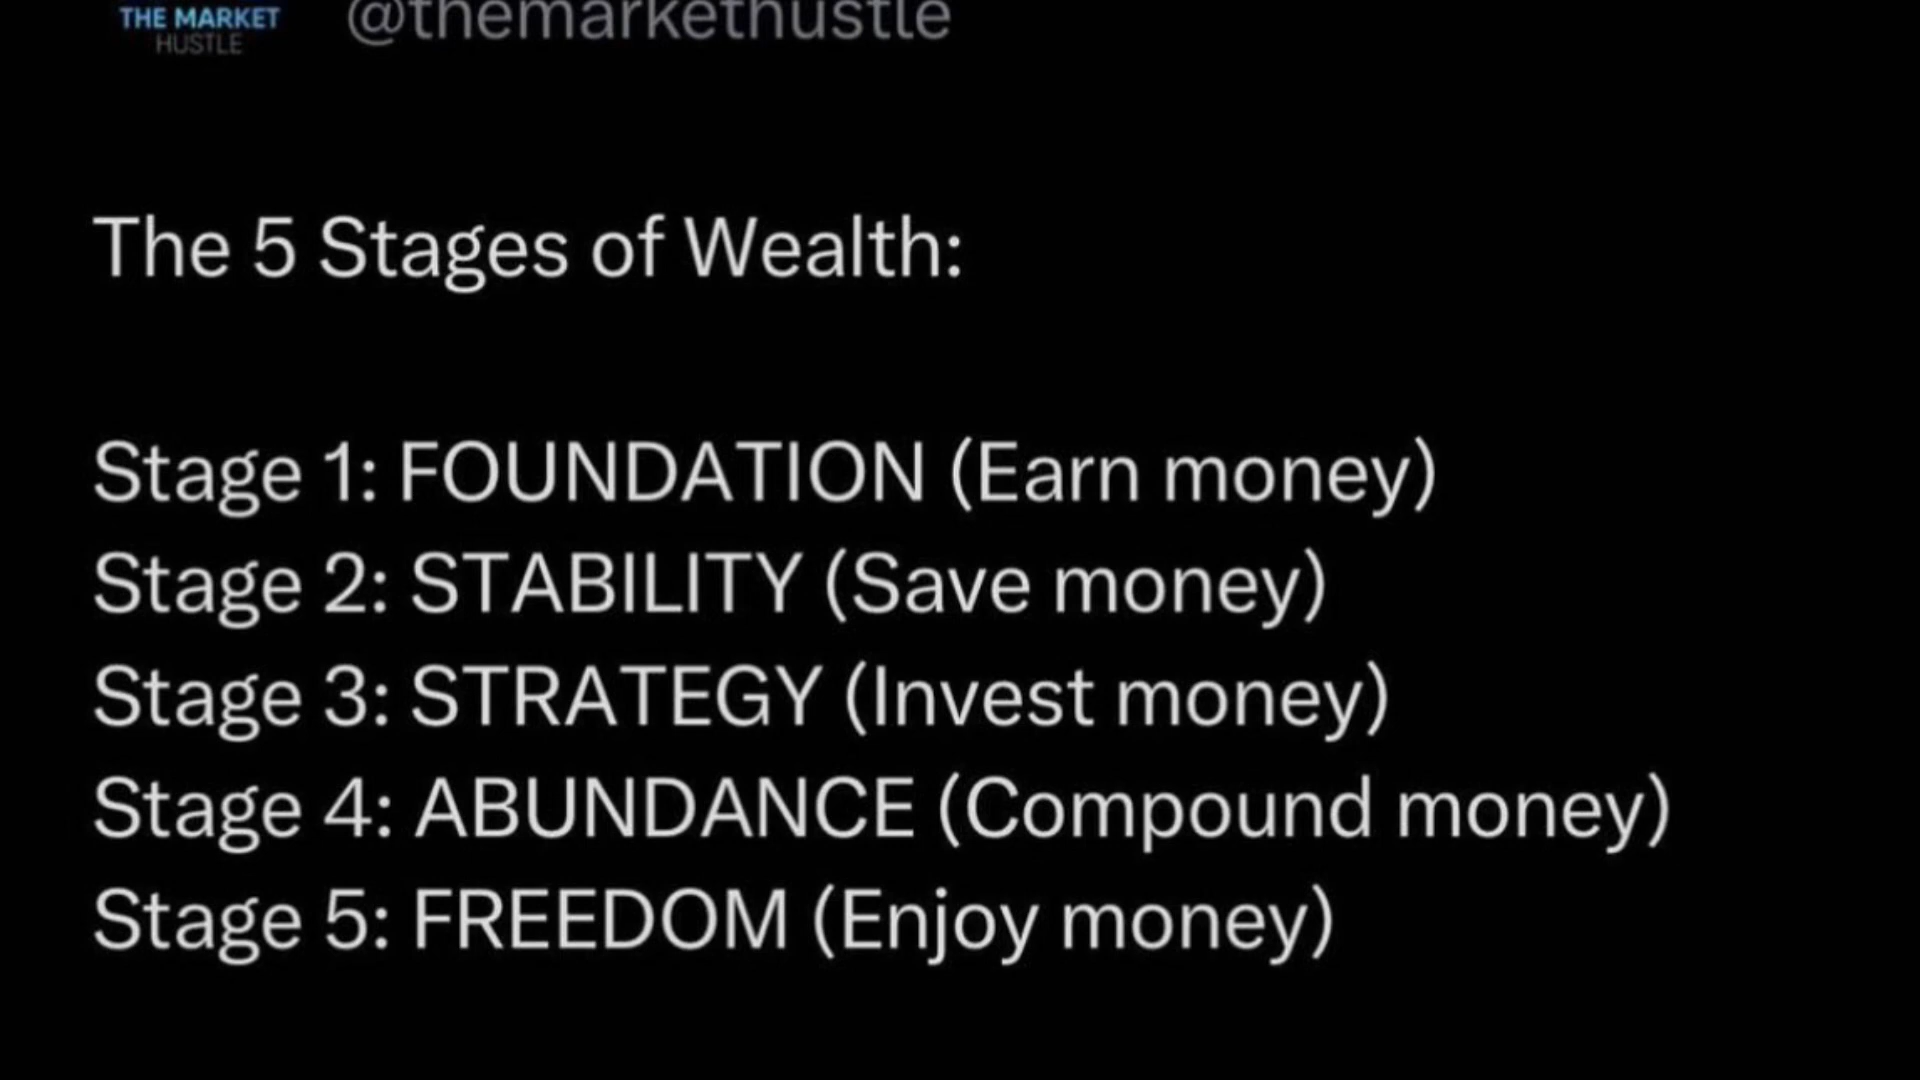 THE MARKET
HUSTLE
@themarkethustle
The 5 Stages of Wealth:
Stage 1: FOUNDATION (Earn money)
Stage 2: STABILITY (Save money)
Stage 3: STRATEGY (Invest money)
Stage 4: ABUNDANCE (Compound money)
Stage 5: FREEDOM (Enjoy money)